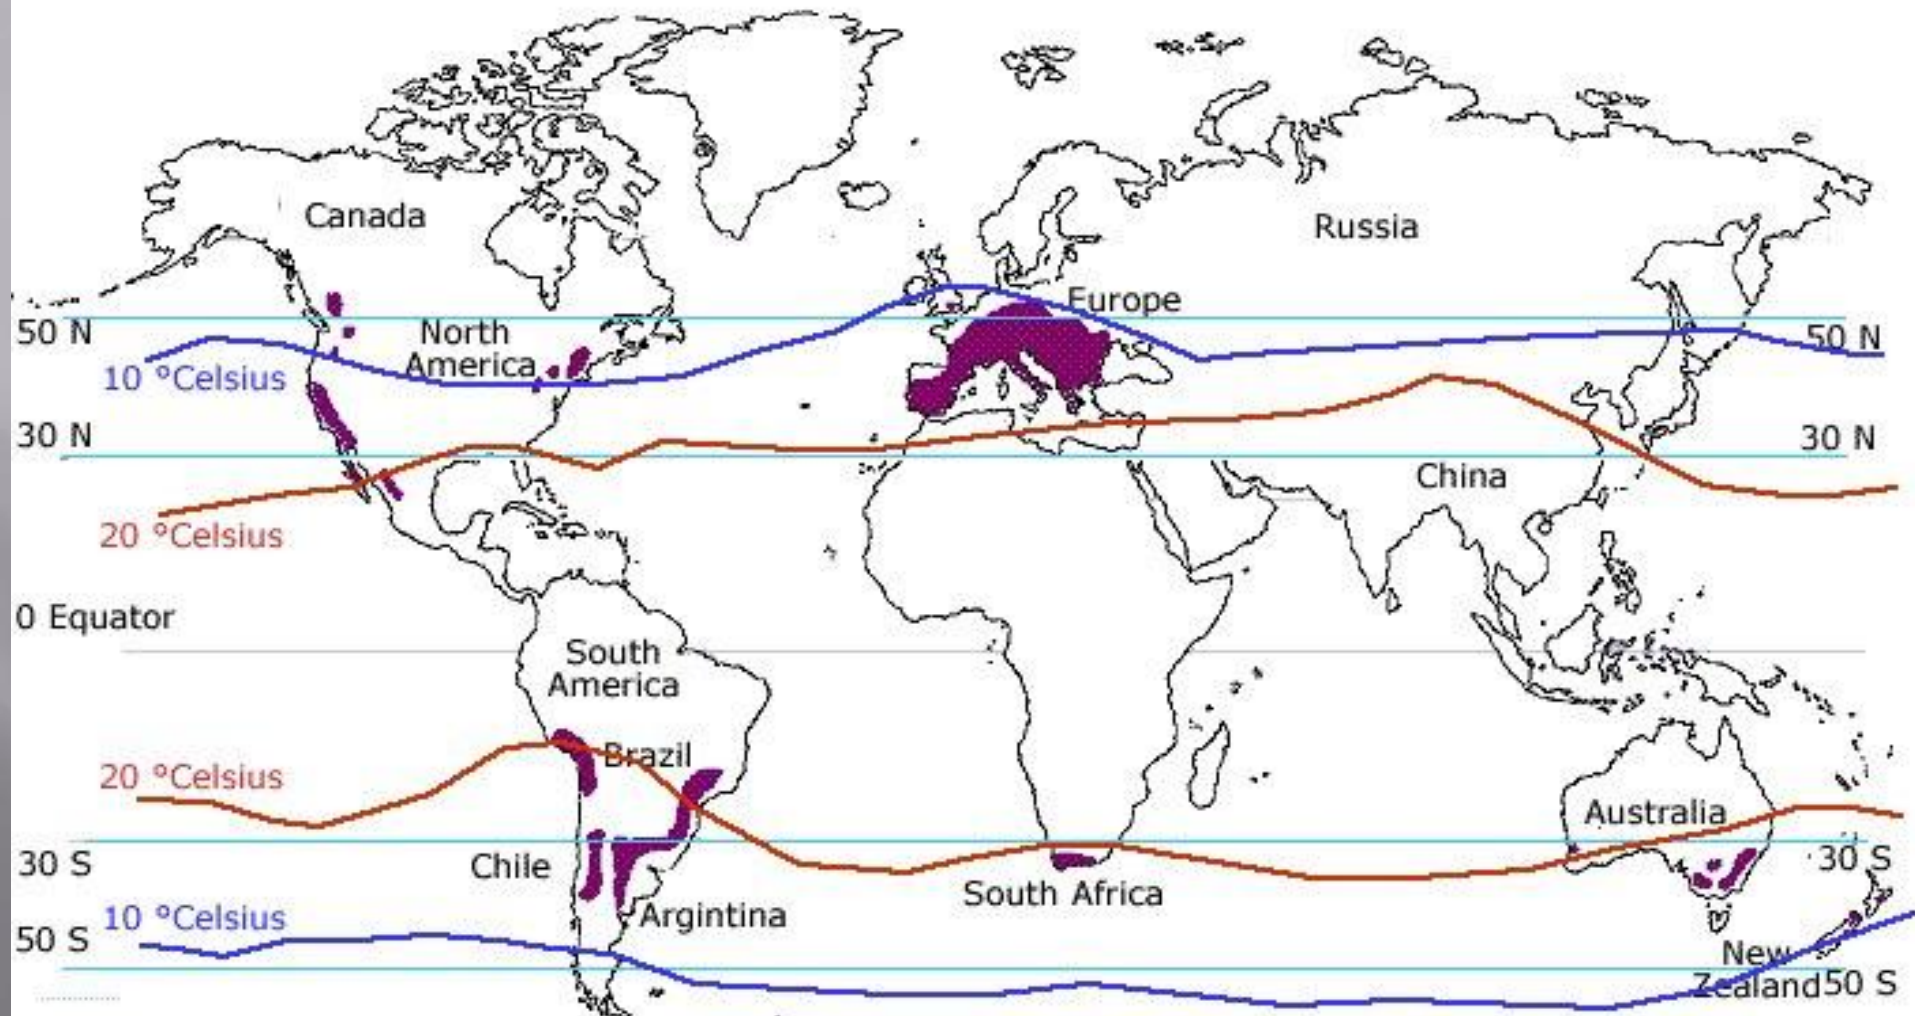 Canada
Russia
Europe
50 N
North
America
50 N
10 °Celsius
30 N
30 N
China
20 °Celsius
0 Equator
South
America
Brazil
20 °Celsius
Australia
Chile
30 S
30 S
South Africa
10 °Celsius
Argintina
50 S
New
Zealand
50 S